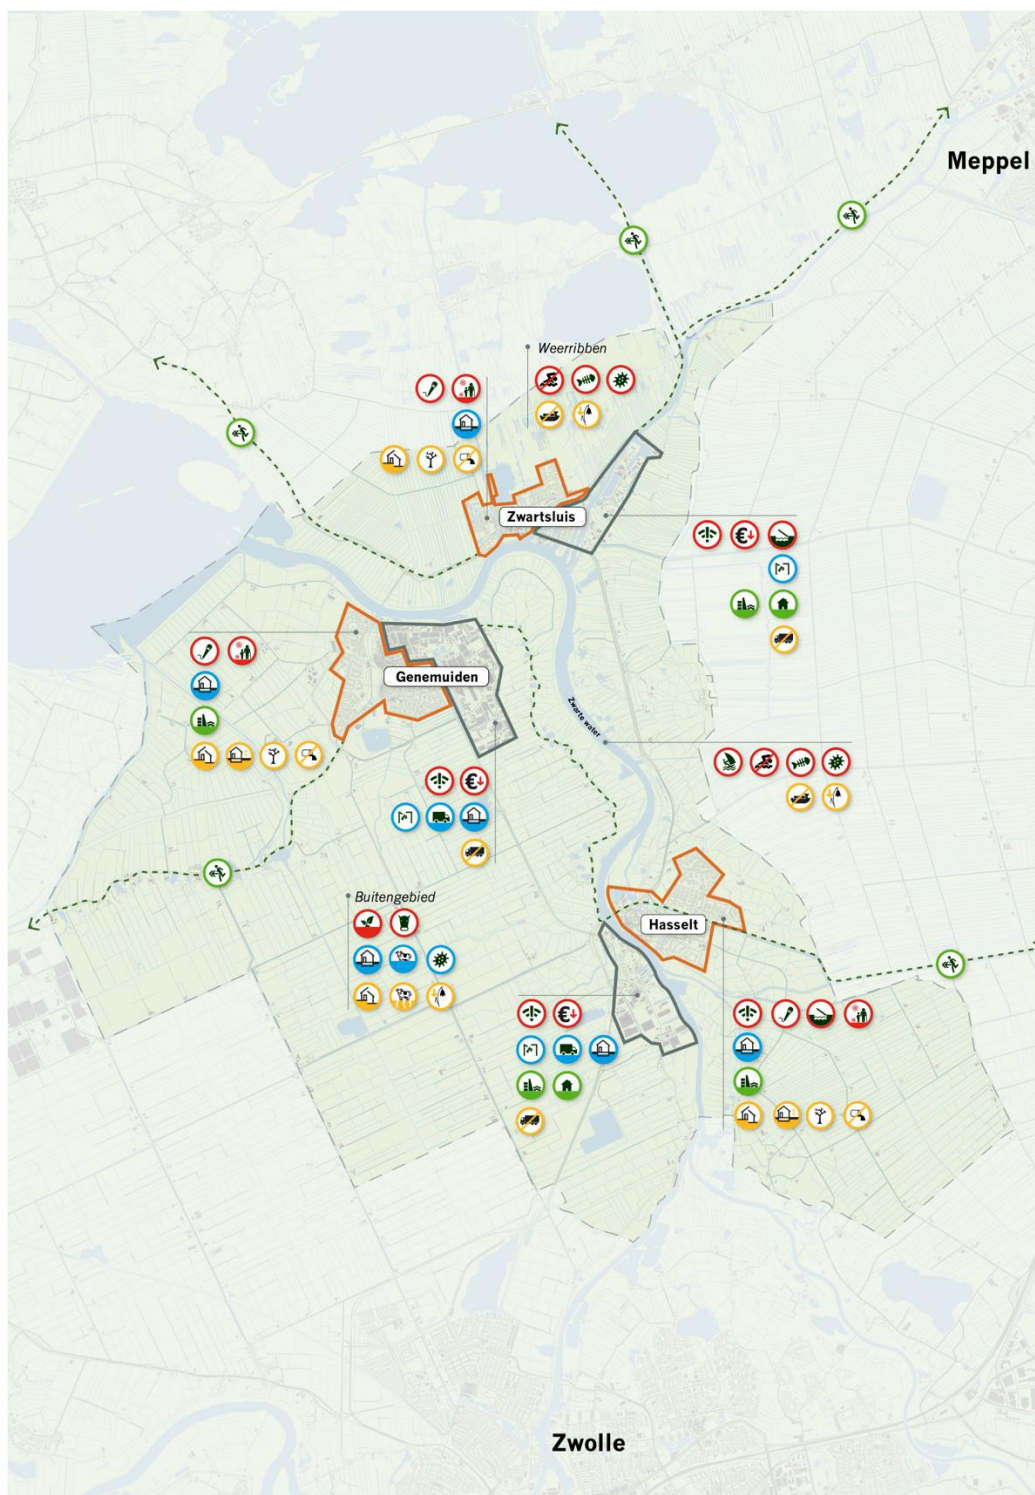 Meppel
Weerribben
Zwartsluis
Genemuiden
Zwarte water
Buitengebied
Hasselt
Zwolle